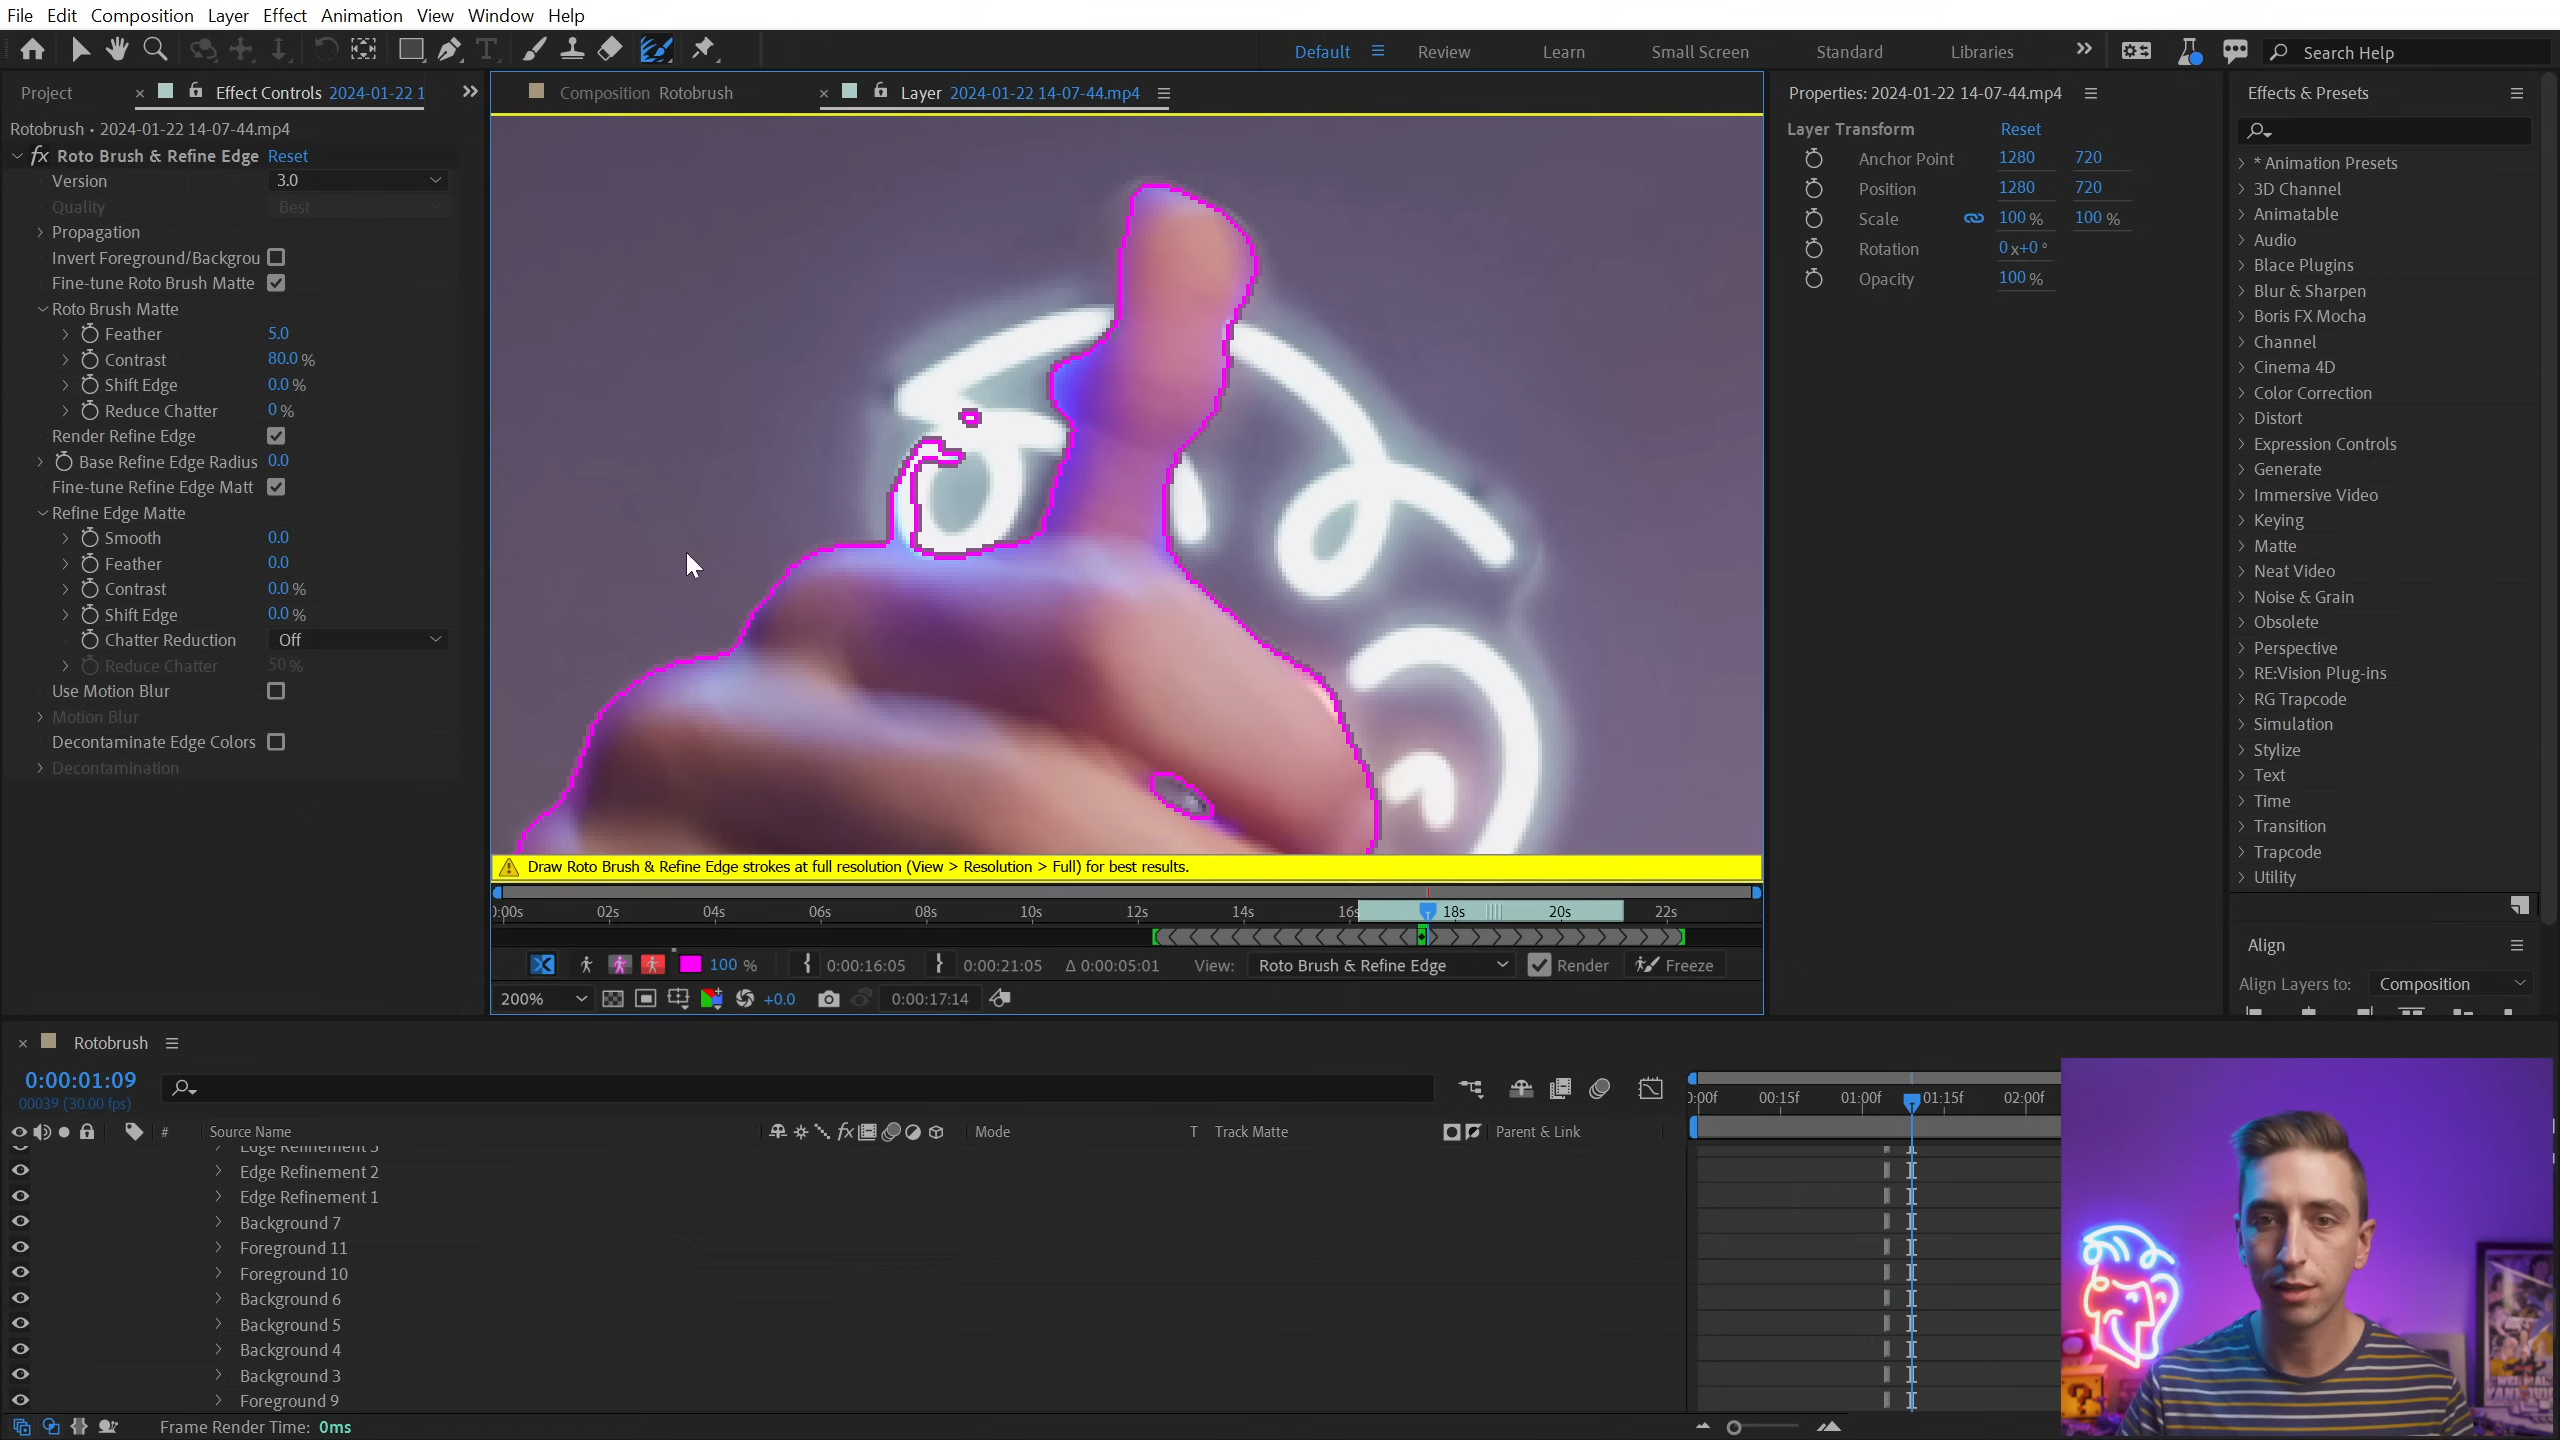 File Edit Composition Layer Effect Animation View Window Help
Default Review Learn Small Screen Standard Libraries Search Help
Project Effect Controls 2024-01-22 1
Composition Rotobrush Layer 2024-01-22 14-07-44.mp4
Properties: 2024-01-22 14-07-44.mp4
Effects & Presets
Rotobrush • 2024-01-22 14-07-44.mp4
fx Roto Brush & Refine Edge Reset
Version 3.0
Quality Best
Propagation
Invert Foreground/Backgrou
Fine-tune Roto Brush Matte
Roto Brush Matte
Feather 5.0
Contrast 80.0 %
Shift Edge 0.0 %
Reduce Chatter 0 %
Render Refine Edge
Base Refine Edge Radius 0.0
Fine-tune Refine Edge Matt
Refine Edge Matte
Smooth 0.0
Feather 0.0
Contrast 0.0 %
Shift Edge 0.0 %
Chatter Reduction Off
Reduce Chatter 50 %
Use Motion Blur
Motion Blur
Decontaminate Edge Colors
Decontamination
Layer Transform Reset
Anchor Point 1280 720
Position 1280 720
Scale 100 % 100 %
Rotation 0 x+0 °
Opacity 100 %
* Animation Presets
3D Channel
Animatable
Audio
Blace Plugins
Blur & Sharpen
Boris FX Mocha
Channel
Cinema 4D
Color Correction
Distort
Expression Controls
Generate
Immersive Video
Keying
Matte
Neat Video
Noise & Grain
Obsolete
Perspective
RE:Vision Plug-ins
RG Trapcode
Simulation
Stylize
Text
Time
Transition
Trapcode
Utility
Align
Align Layers to: Composition
Draw Roto Brush & Refine Edge strokes at full resolution (View > Resolution > Full) for best results.
):00s 02s 04s 06s 08s 10s 12s 14s 16s 18s 20s 22s
100 % 0:00:16:05 0:00:21:05 Δ 0:00:05:01 View: Roto Brush & Refine Edge Render Freeze
200% +0.0 0:00:17:14
Rotobrush
0:00:01:09
00039 (30.00 fps)
# Source Name fx Mode T Track Matte Parent & Link
):00f 00:15f 01:00f 01:15f 02:00f
Edge Refinement 3
Edge Refinement 2
Edge Refinement 1
Background 7
Foreground 11
Foreground 10
Background 6
Background 5
Background 4
Background 3
Foreground 9
Frame Render Time: 0ms